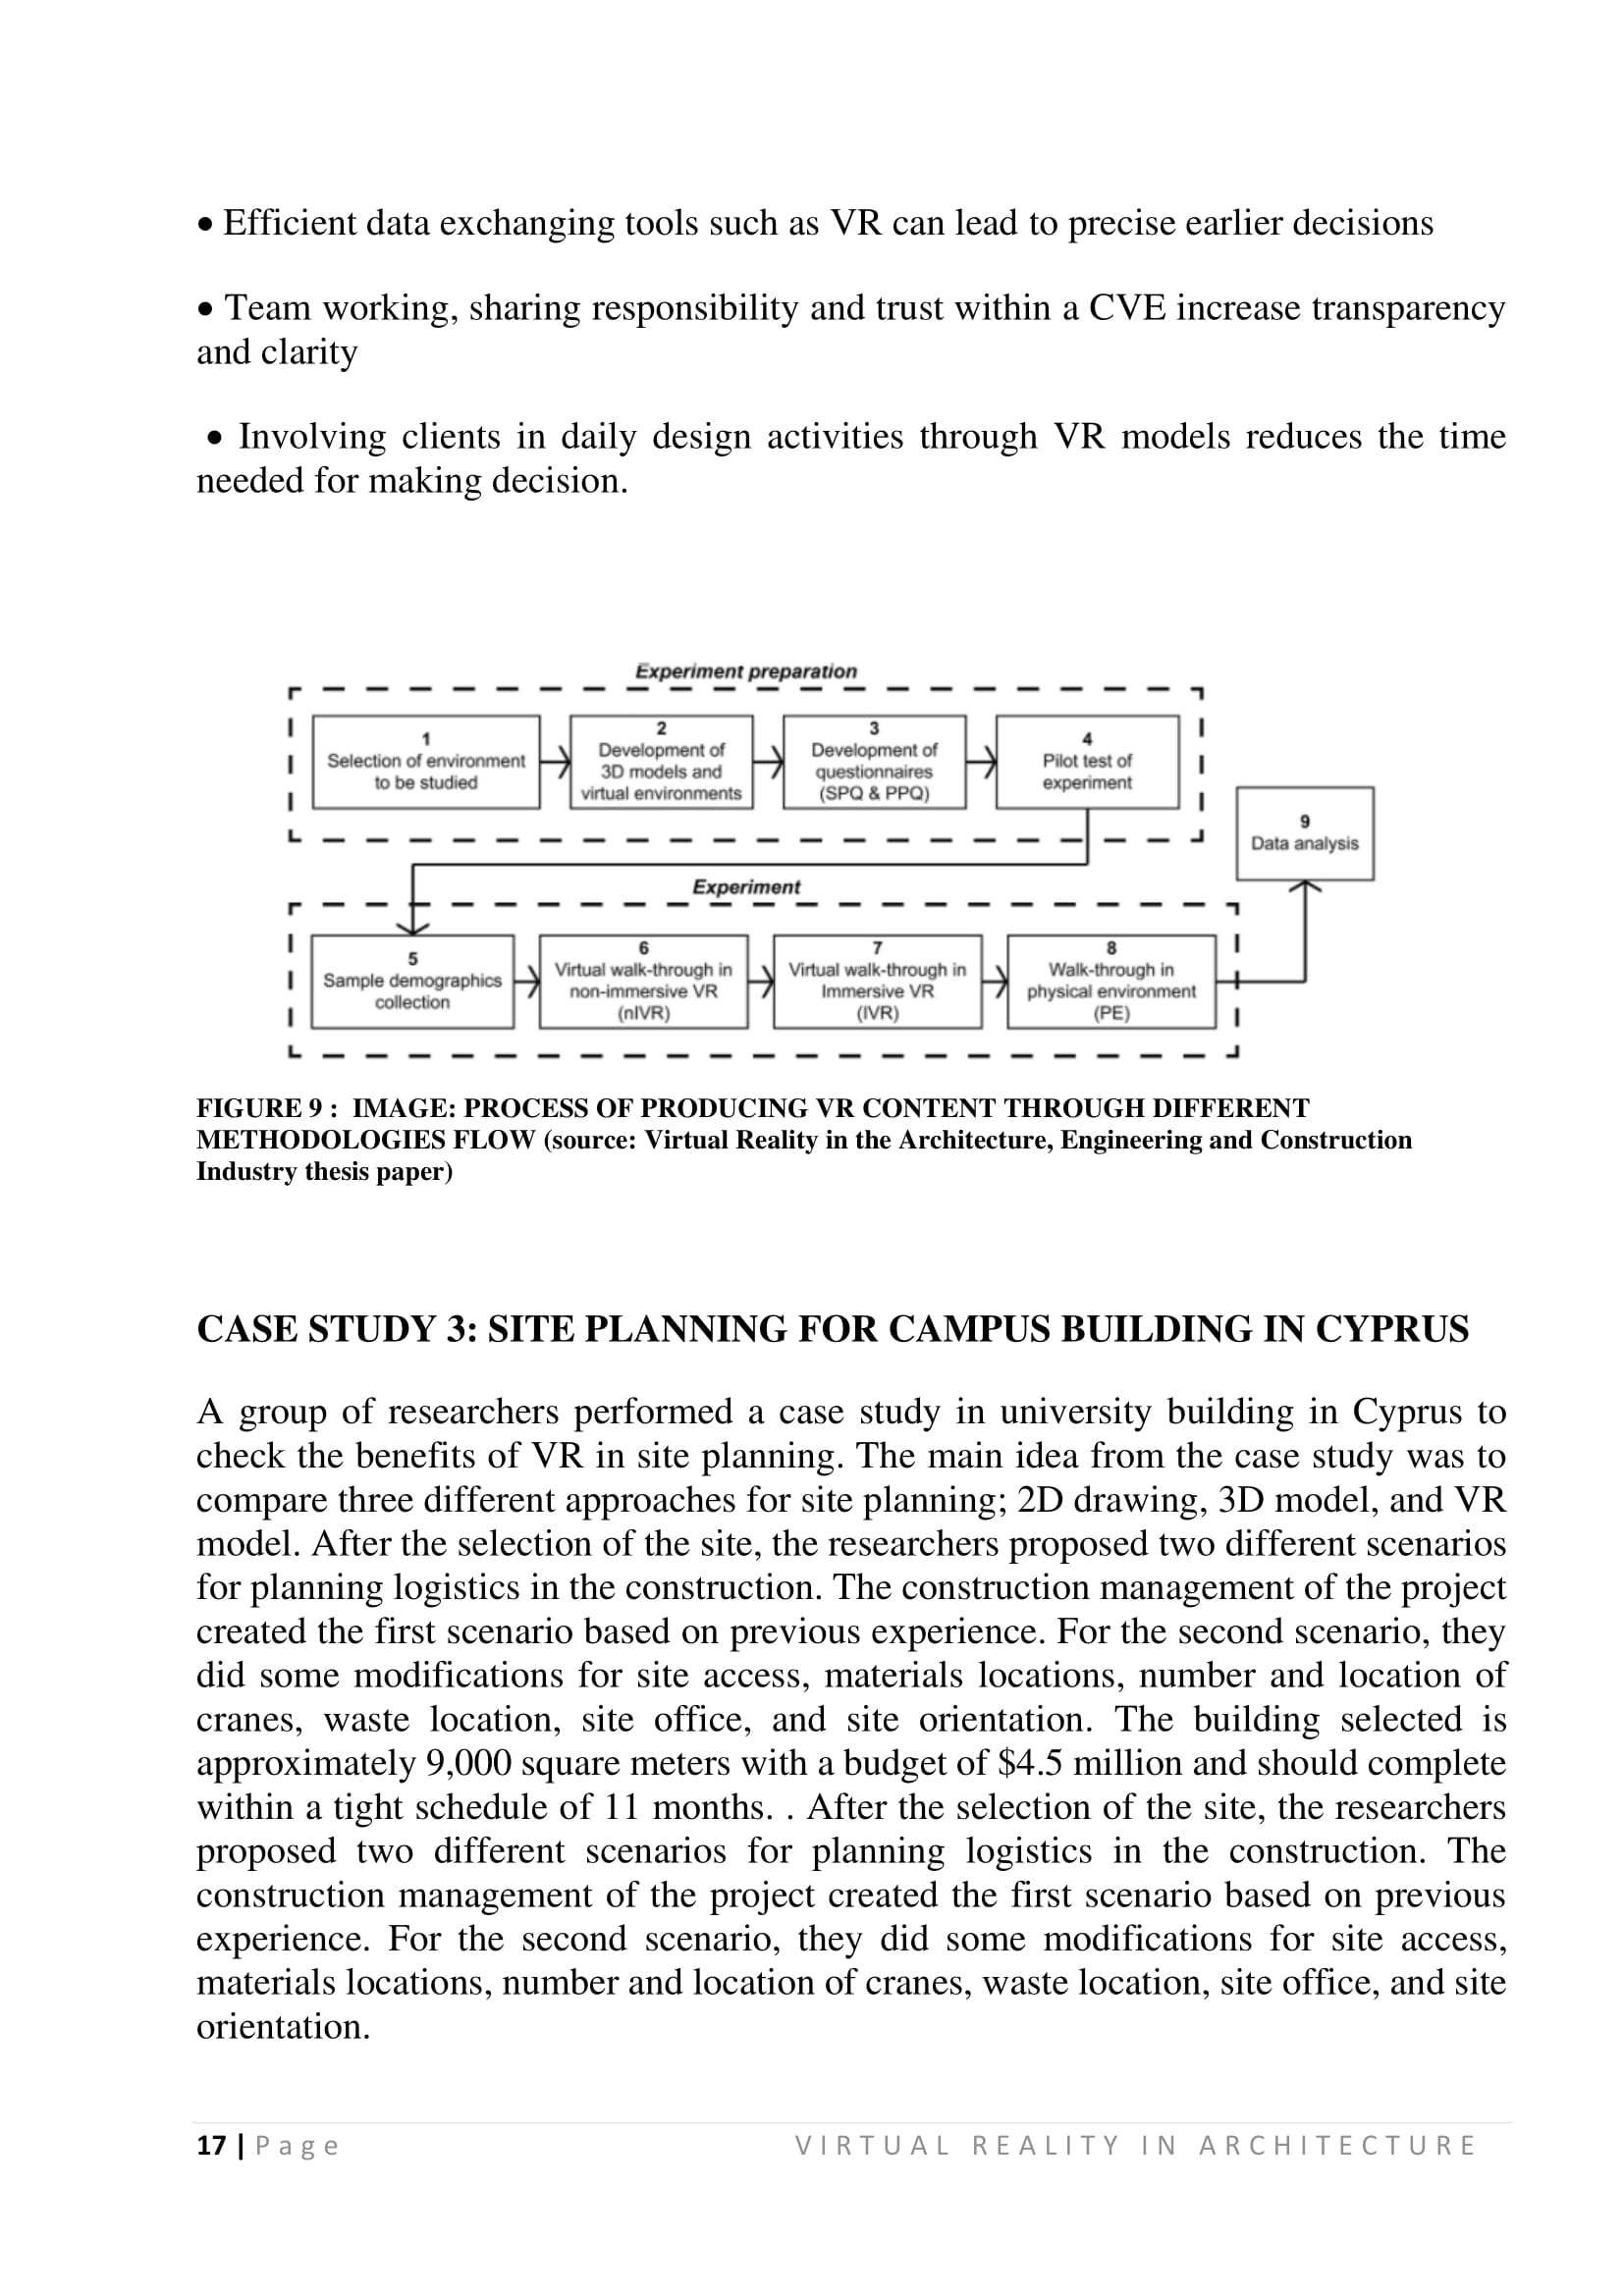 • Efficient data exchanging tools such as VR can lead to precise earlier decisions
• Team working, sharing responsibility and trust within a CVE increase transparency
and clarity
• Involving clients in daily design activities through VR models reduces the time
needed for making decision.
Experiment preparation
1
Selection of environment
to be studied
2
Development of
3D models and
virtual environments
3
Development of
questionnaires
(SPQ & PPQ)
4
Pilot test of
experiment
9
Data analysis
Experiment
5
Sample demographics
collection
6
Virtual walk-through in
non-immersive VR
(nIVR)
7
Virtual walk-through in
Immersive VR
(IVR)
8
Walk-through in
physical environment
(PE)
FIGURE 9 :  IMAGE: PROCESS OF PRODUCING VR CONTENT THROUGH DIFFERENT
METHODOLOGIES FLOW (source: Virtual Reality in the Architecture, Engineering and Construction
Industry thesis paper)
CASE STUDY 3: SITE PLANNING FOR CAMPUS BUILDING IN CYPRUS
A group of researchers performed a case study in university building in Cyprus to
check the benefits of VR in site planning. The main idea from the case study was to
compare three different approaches for site planning; 2D drawing, 3D model, and VR
model. After the selection of the site, the researchers proposed two different scenarios
for planning logistics in the construction. The construction management of the project
created the first scenario based on previous experience. For the second scenario, they
did some modifications for site access, materials locations, number and location of
cranes, waste location, site office, and site orientation. The building selected is
approximately 9,000 square meters with a budget of $4.5 million and should complete
within a tight schedule of 11 months. . After the selection of the site, the researchers
proposed two different scenarios for planning logistics in the construction. The
construction management of the project created the first scenario based on previous
experience. For the second scenario, they did some modifications for site access,
materials locations, number and location of cranes, waste location, site office, and site
orientation.
17 | Page VIRTUAL REALITY IN ARCHITECTURE